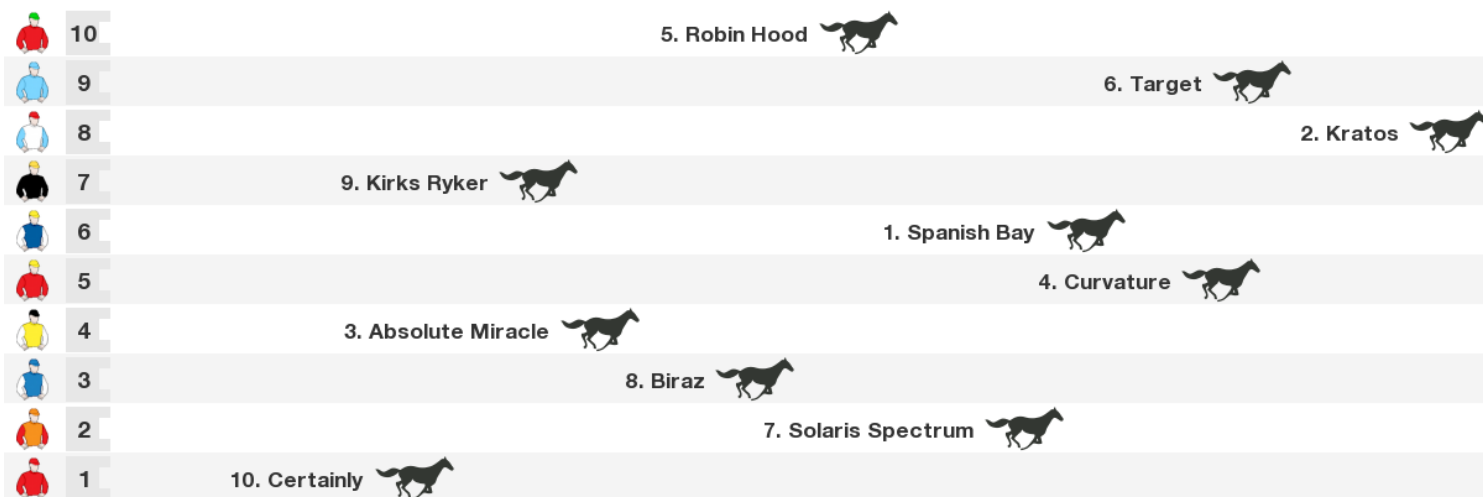 10 5. Robin Hood
9 6. Target
8 2. Kratos
7 9. Kirks Ryker
6 1. Spanish Bay
5 4. Curvature
4 3. Absolute Miracle
3 8. Biraz
2 7. Solaris Spectrum
1 10. Certainly